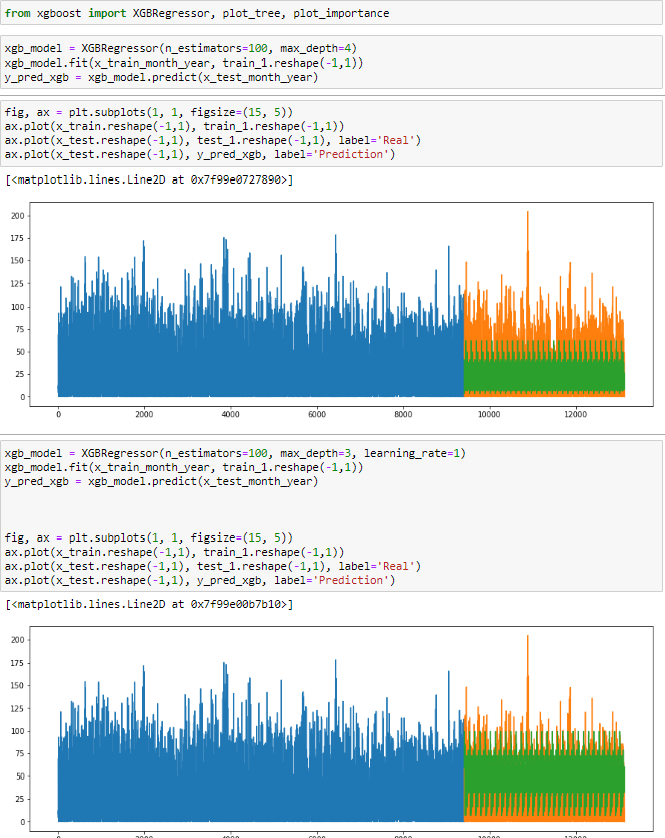 from xgboost import XGBRegressor, plot_tree, plot_importance
xgb_model = XGBRegressor(n_estimators=100, max_depth=4)
xgb_model.fit(x_train_month_year, train_1.reshape(-1,1))
y_pred_xgb = xgb_model.predict(x_test_month_year)
fig, ax = plt.subplots(1, 1, figsize=(15, 5))
ax.plot(x_train.reshape(-1,1), train_1.reshape(-1,1))
ax.plot(x_test.reshape(-1,1), test_1.reshape(-1,1), label='Real')
ax.plot(x_test.reshape(-1,1), y_pred_xgb, label='Prediction')
[<matplotlib.lines.Line2D at 0x7f99e0727890>]
200
175
150
125
100
75
50
25
0
0 2000 4000 6000 8000 10000 12000
xgb_model = XGBRegressor(n_estimators=100, max_depth=3, learning_rate=1)
xgb_model.fit(x_train_month_year, train_1.reshape(-1,1))
y_pred_xgb = xgb_model.predict(x_test_month_year)
fig, ax = plt.subplots(1, 1, figsize=(15, 5))
ax.plot(x_train.reshape(-1,1), train_1.reshape(-1,1))
ax.plot(x_test.reshape(-1,1), test_1.reshape(-1,1), label='Real')
ax.plot(x_test.reshape(-1,1), y_pred_xgb, label='Prediction')
[<matplotlib.lines.Line2D at 0x7f99e00b7b10>]
200
175
150
125
100
75
50
25
0